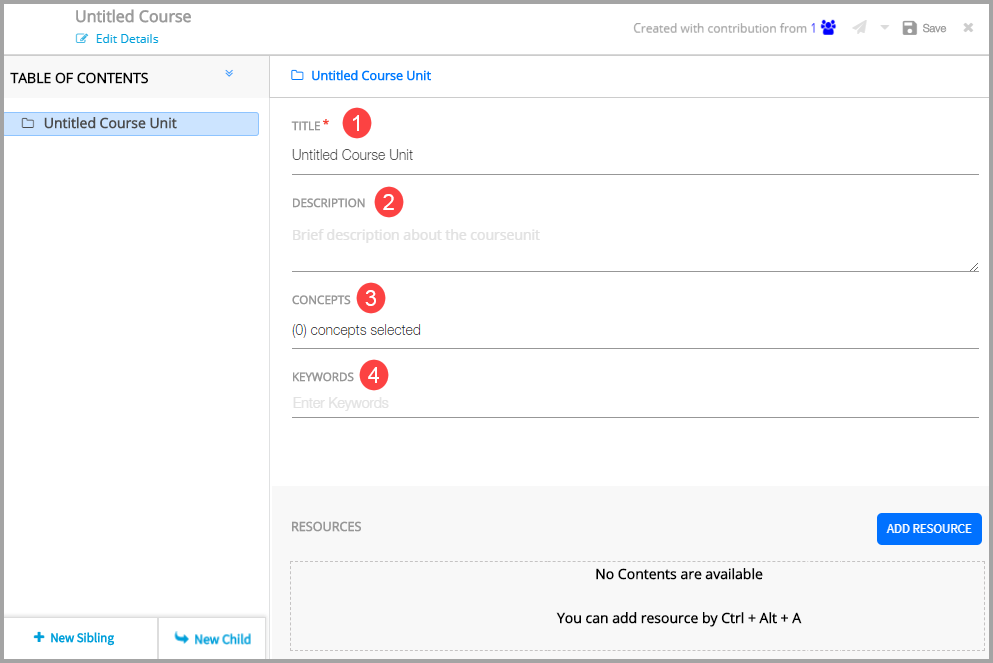 Untitled Course
Edit Details
Created with contribution from 1
Save
TABLE OF CONTENTS
Untitled Course Unit
Untitled Course Unit
TITLE* 1
Untitled Course Unit
DESCRIPTION 2
Brief description about the courseunit
CONCEPTS 3
(0) concepts selected
KEYWORDS 4
Enter Keywords
RESOURCES
ADD RESOURCE
No Contents are available
You can add resource by Ctrl + Alt + A
New Sibling
New Child